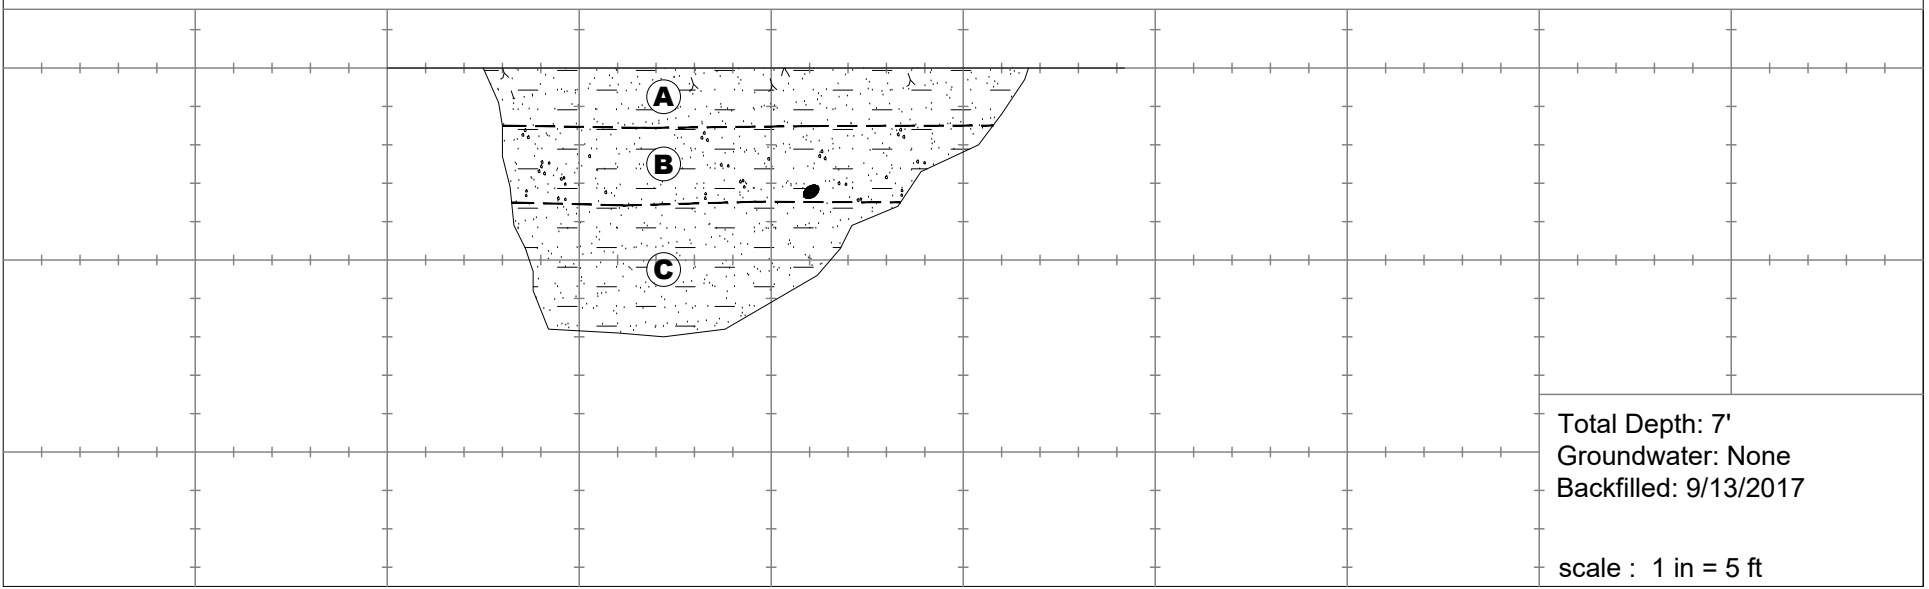 A
B
C
Total Depth: 7'
Groundwater: None
Backfilled: 9/13/2017
scale : 1 in = 5 ft